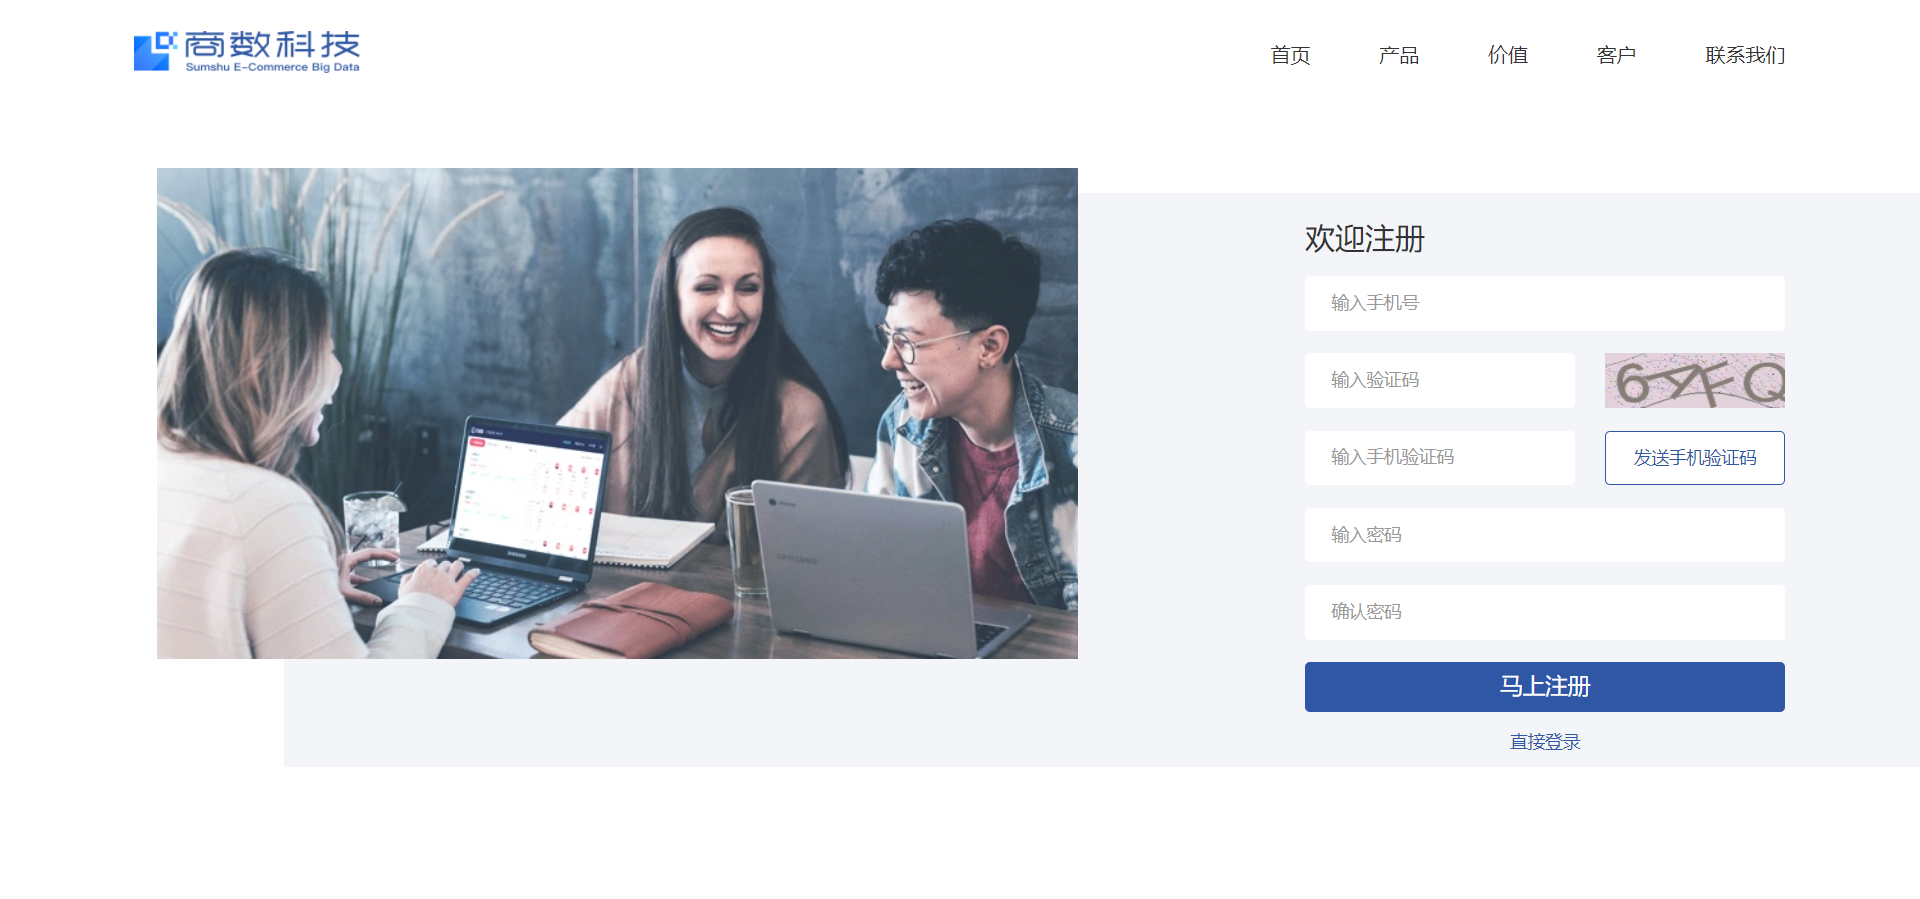 商数科技
Sumshu E-Commerce Big Data
首页
产品
价值
客户
联系我们
欢迎注册
输入手机号
输入验证码
输入手机验证码
发送手机验证码
输入密码
确认密码
马上注册
直接登录
SAMSUNG